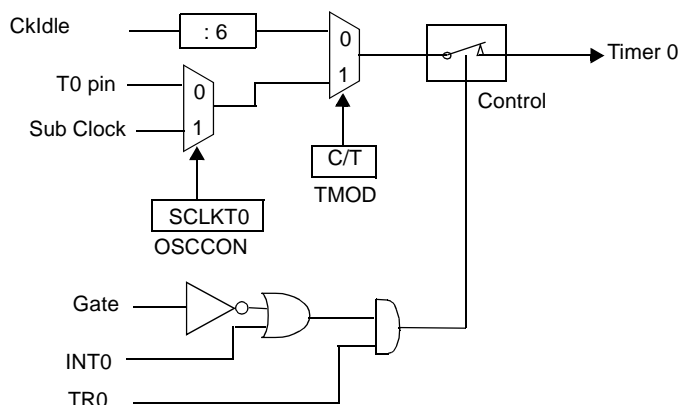 CkIdle
: 6
0
1
Timer 0
T0 pin
0
Control
Sub Clock
1
C/T
TMOD
SCLKT0
OSCCON
Gate
INT0
TR0